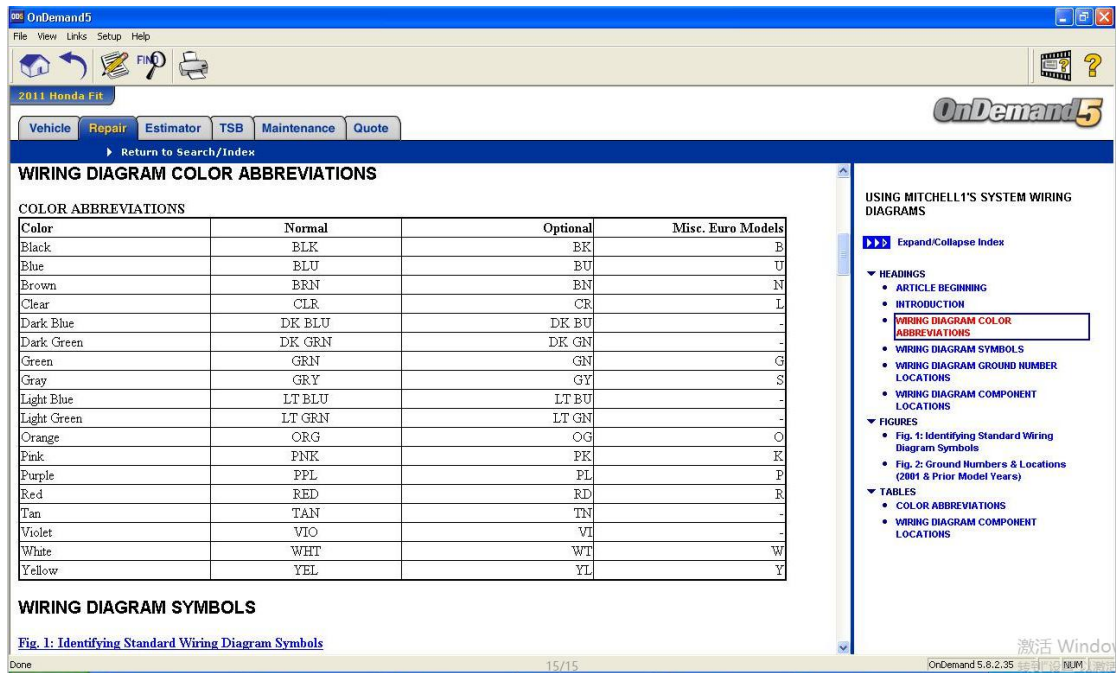 OnDemand5
File View Links Setup Help
FIND
2011 Honda Fit
OnDemand5
Vehicle Repair Estimator TSB Maintenance Quote
Return to Search/Index
WIRING DIAGRAM COLOR ABBREVIATIONS
COLOR ABBREVIATIONS
Color Normal Optional Misc. Euro Models
Black BLK BK B
Blue BLU BU U
Brown BRN BN N
Clear CLR CR L
Dark Blue DK BLU DK BU -
Dark Green DK GRN DK GN -
Green GRN GN G
Gray GRY GY S
Light Blue LT BLU LT BU -
Light Green LT GRN LT GN -
Orange ORG OG O
Pink PNK PK K
Purple PPL PL P
Red RED RD R
Tan TAN TN -
Violet VIO VI -
White WHT WT W
Yellow YEL YL Y
WIRING DIAGRAM SYMBOLS
Fig. 1: Identifying Standard Wiring Diagram Symbols
USING MITCHELL1'S SYSTEM WIRING
DIAGRAMS
Expand/Collapse Index
HEADINGS
ARTICLE BEGINNING
INTRODUCTION
WIRING DIAGRAM COLOR
ABBREVIATIONS
WIRING DIAGRAM SYMBOLS
WIRING DIAGRAM GROUND NUMBER
LOCATIONS
WIRING DIAGRAM COMPONENT
LOCATIONS
FIGURES
Fig. 1: Identifying Standard Wiring
Diagram Symbols
Fig. 2: Ground Numbers & Locations
(2001 & Prior Model Years)
TABLES
COLOR ABBREVIATIONS
WIRING DIAGRAM COMPONENT
LOCATIONS
激活 Windo
Done 15/15 OnDemand 5.8.2.35 NUM